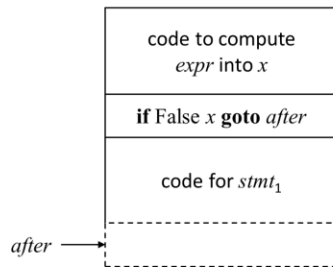 code to compute
expr into x
if False x goto after
code for stmt₁
after